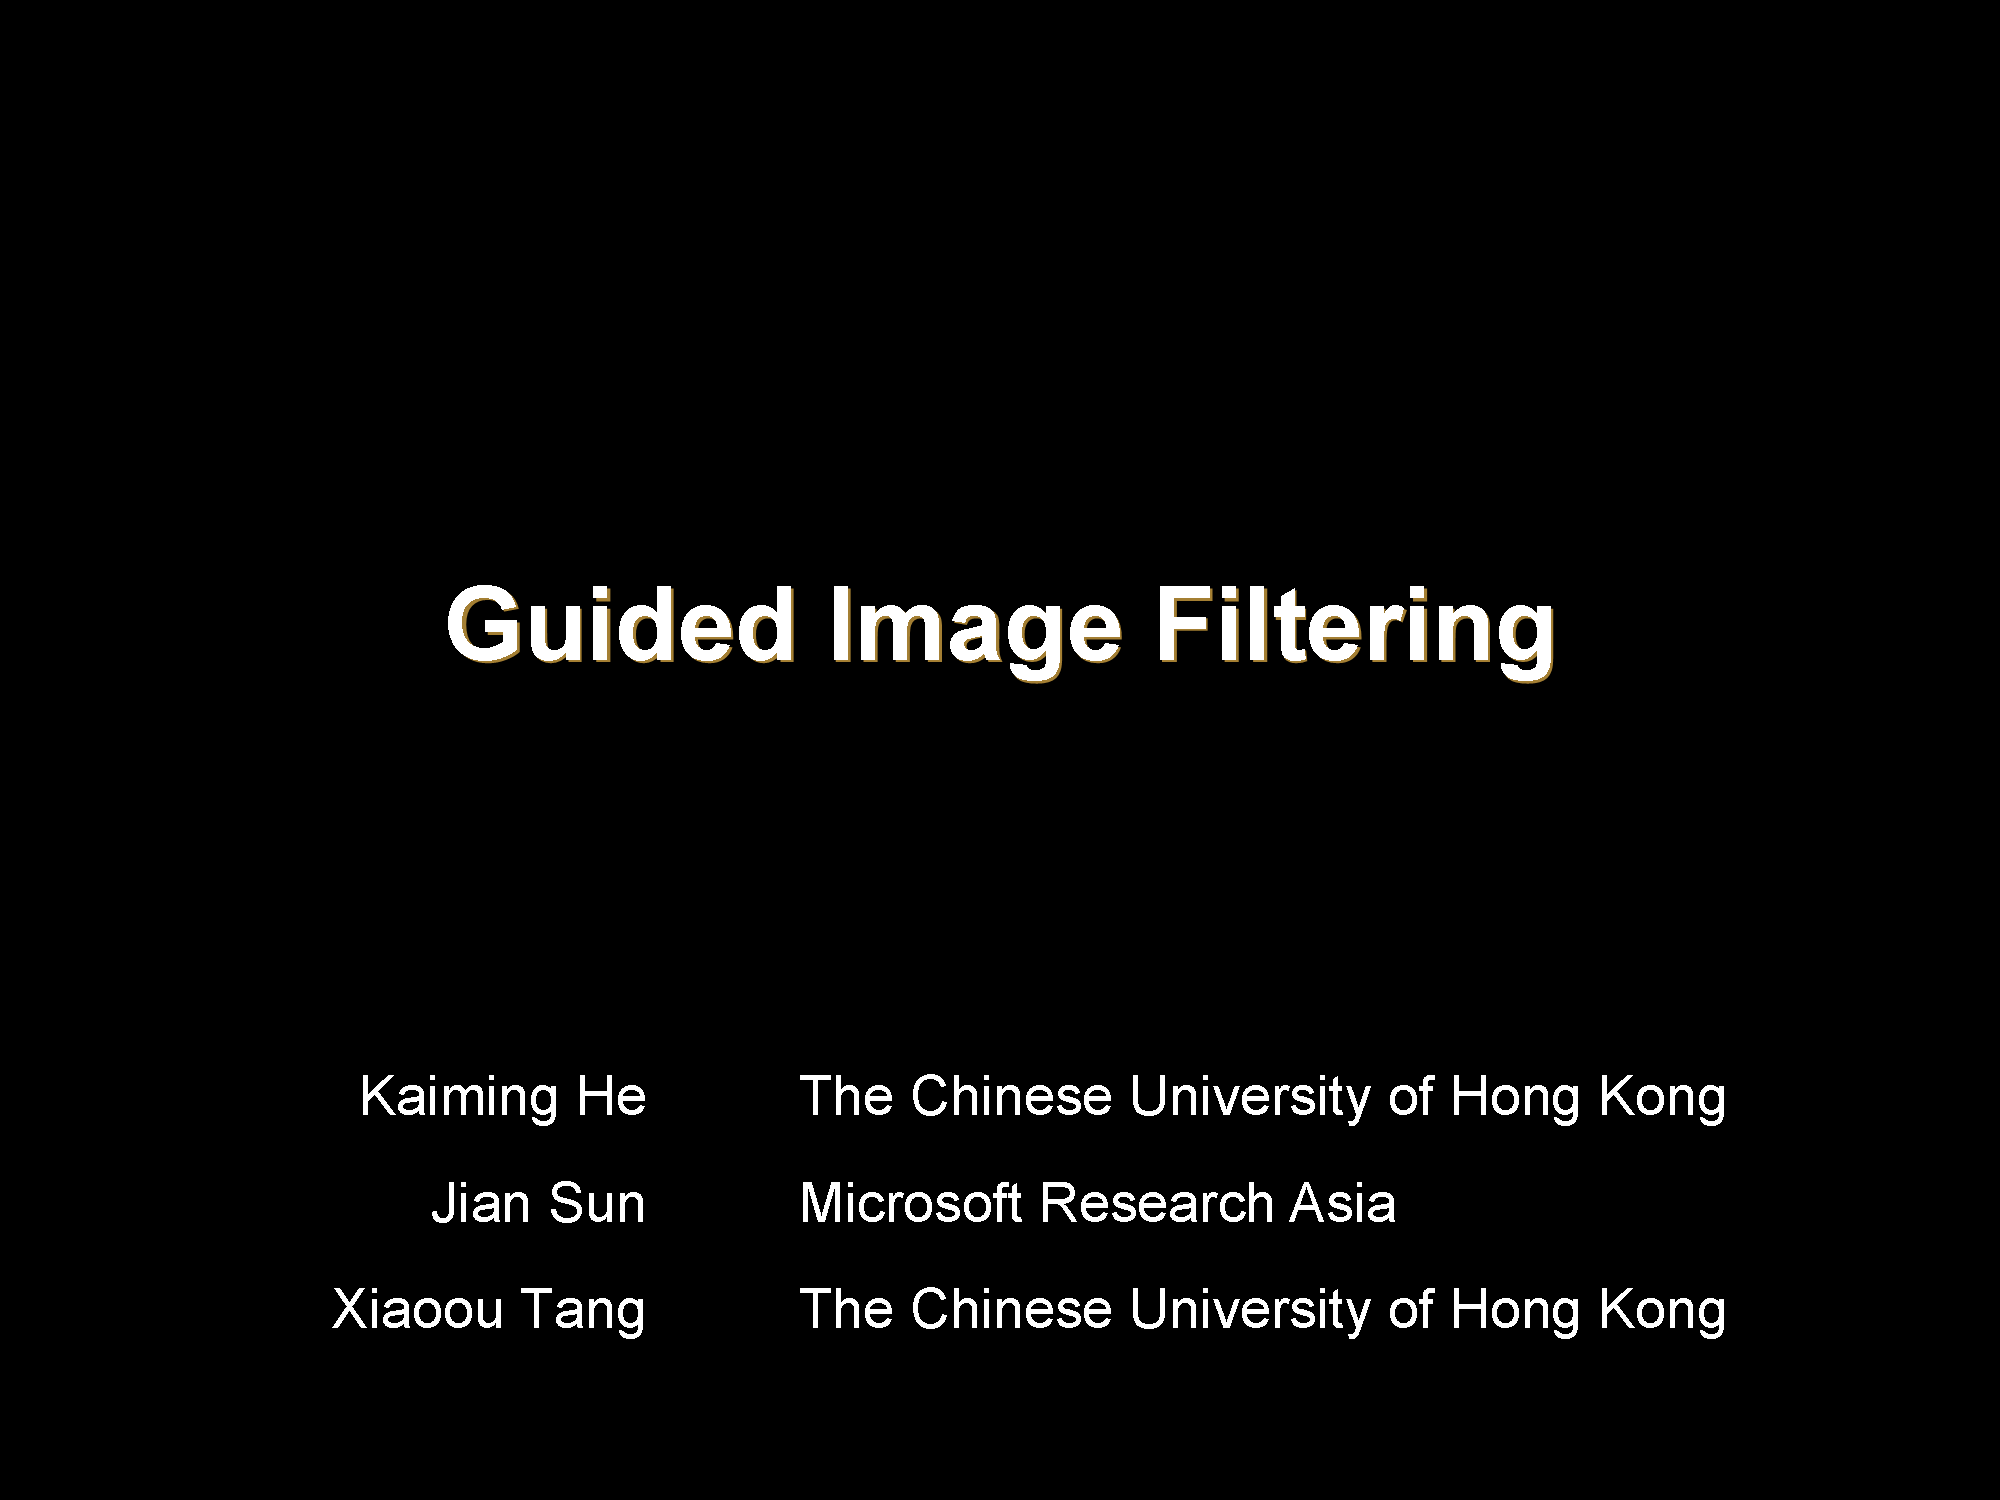 Guided Image Filtering
Kaiming He The Chinese University of Hong Kong
Jian Sun Microsoft Research Asia
Xiaoou Tang The Chinese University of Hong Kong